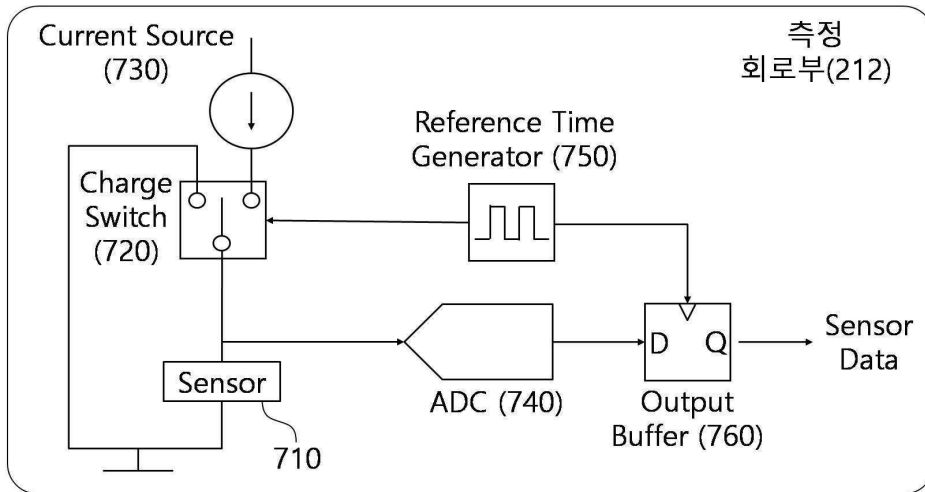 Current Source
(730)
측정
회로부(212)
Reference Time
Generator (750)
Charge
Switch
(720)
D
Q
Sensor
Data
Sensor
ADC (740)
Output
Buffer (760)
710